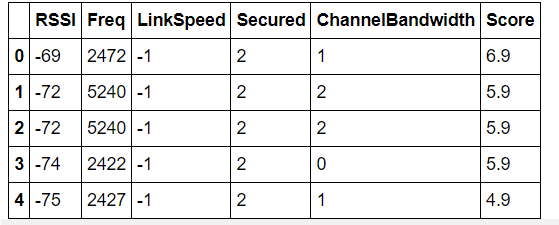 RSSI Freq LinkSpeed Secured ChannelBandwidth Score
0 -69 2472 -1 2 1 6.9
1 -72 5240 -1 2 2 5.9
2 -72 5240 -1 2 2 5.9
3 -74 2422 -1 2 0 5.9
4 -75 2427 -1 2 1 4.9